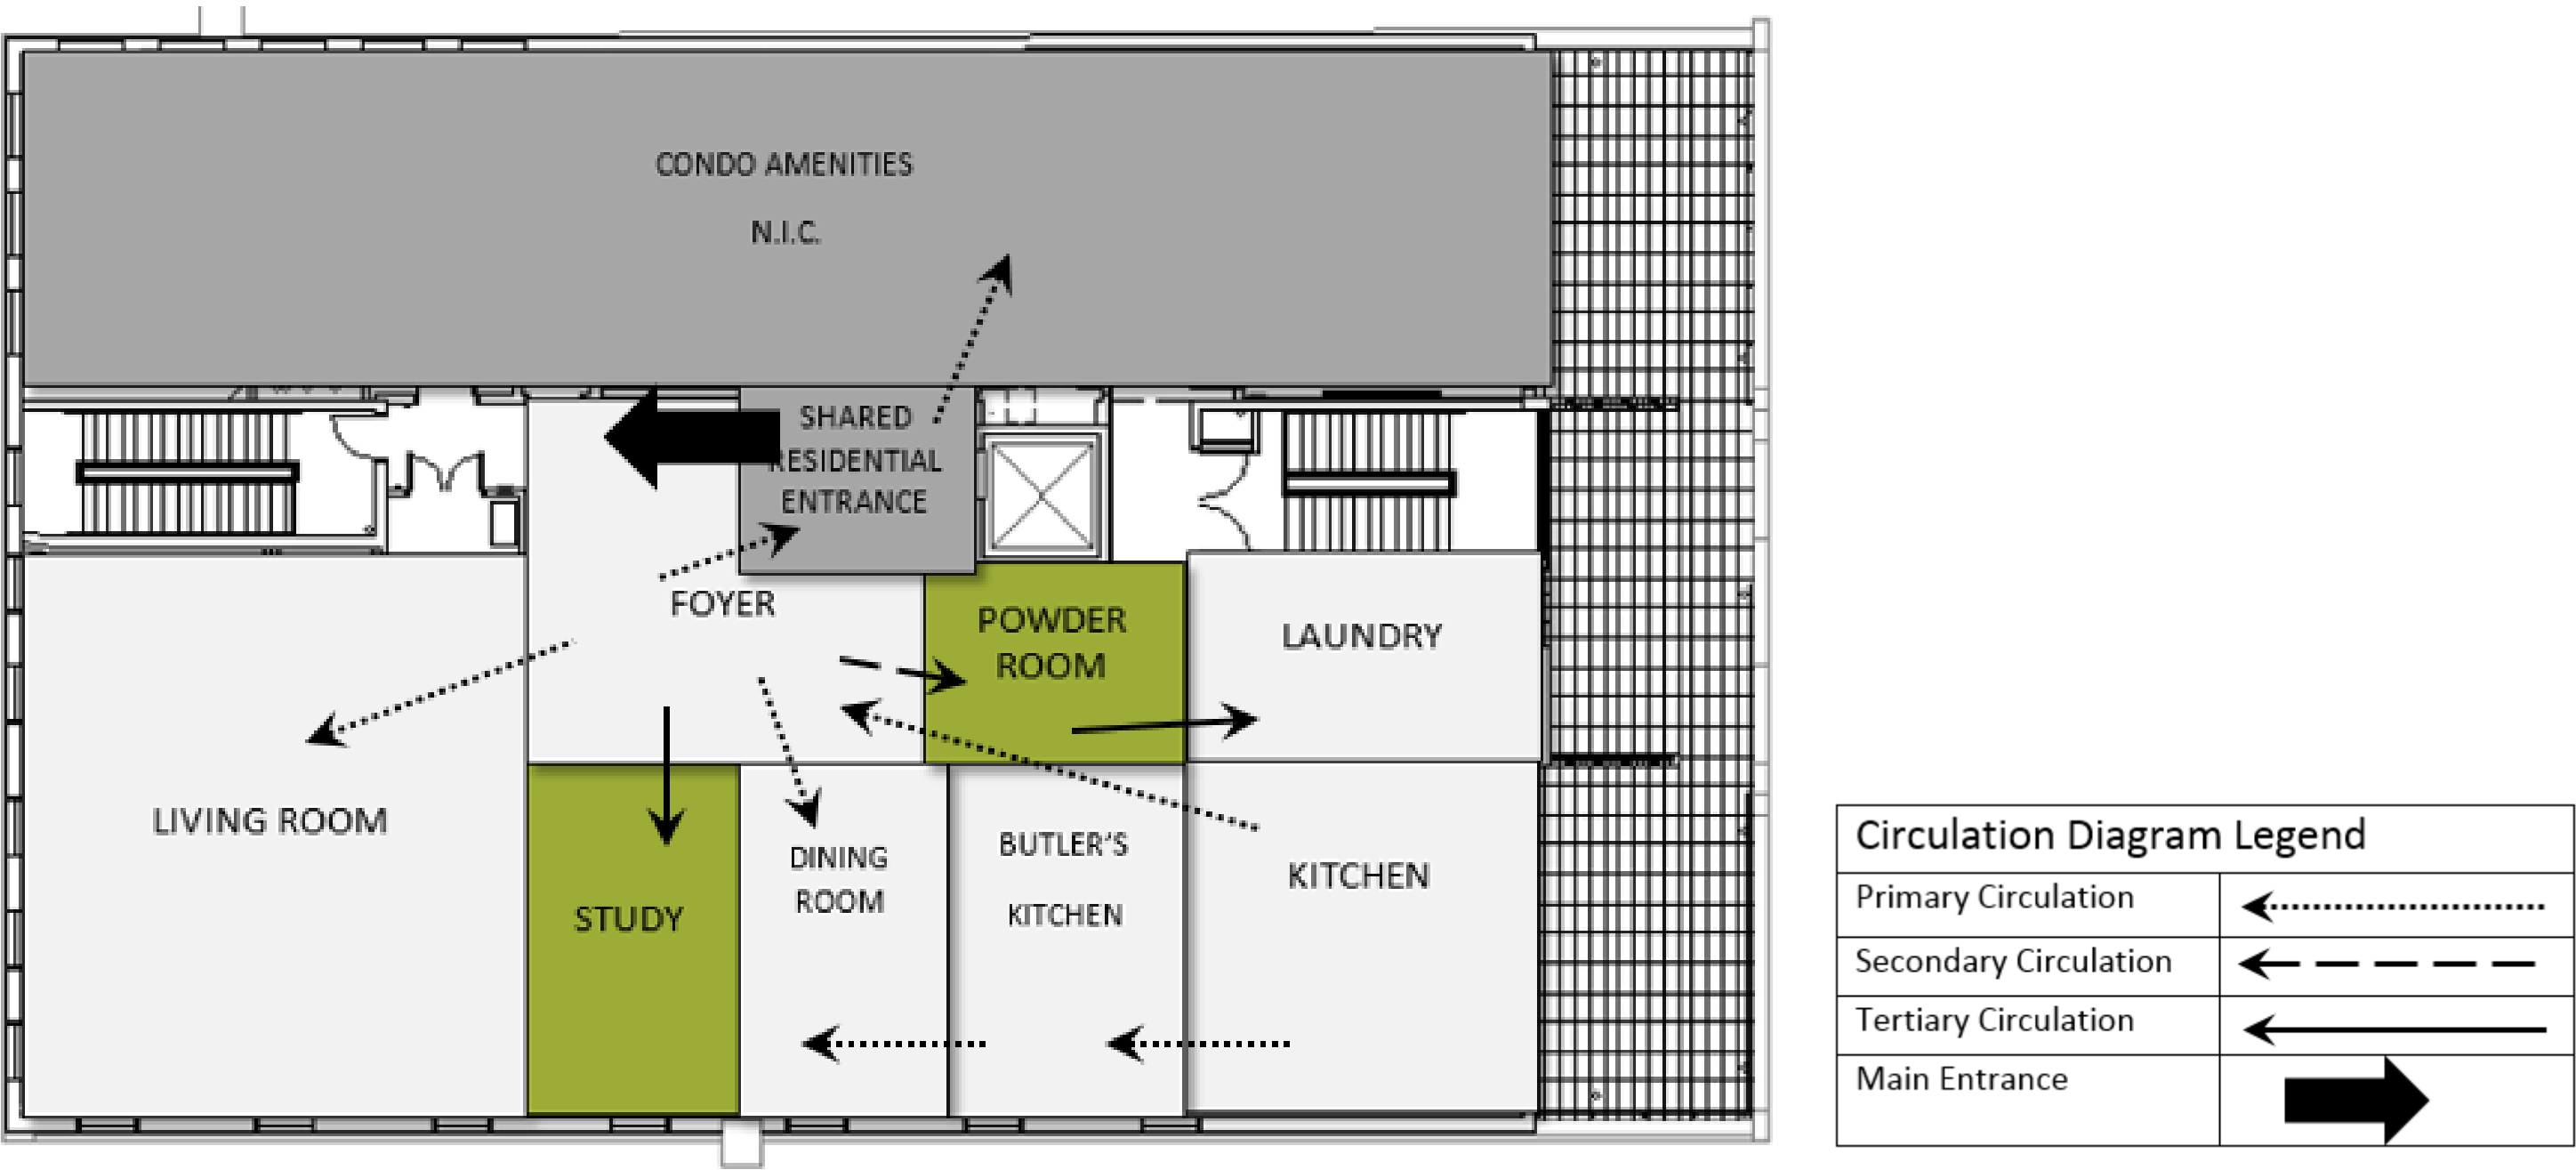 CONDO AMENITIES
N.I.C.
SHARED
RESIDENTIAL
ENTRANCE
FOYER
POWDER
ROOM
LAUNDRY
LIVING ROOM
STUDY
DINING
ROOM
BUTLER'S
KITCHEN
KITCHEN
Circulation Diagram Legend
Primary Circulation
Secondary Circulation
Tertiary Circulation
Main Entrance